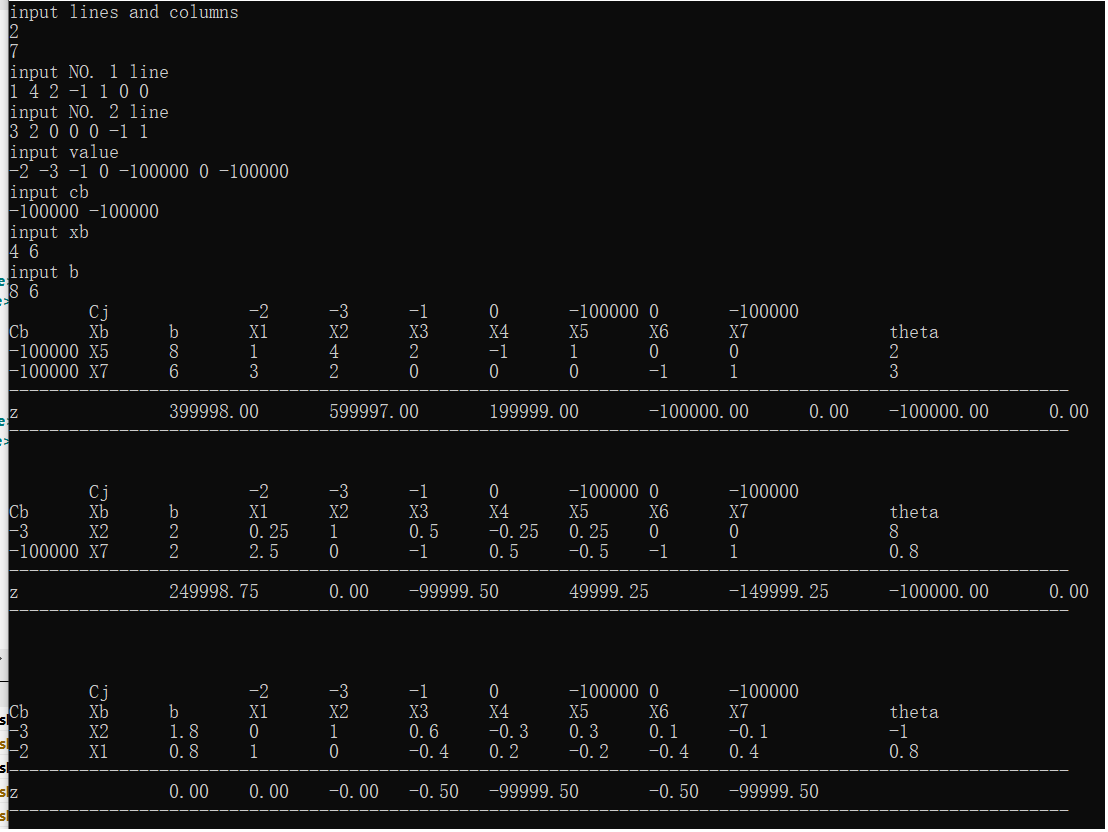 input lines and columns
2
7
input NO. 1 line
1 4 2 -1 1 0 0
input NO. 2 line
3 2 0 0 0 -1 1
input value
-2 -3 -1 0 -100000 0 -100000
input cb
-100000 -100000
input xb
4 6
input b
8 6
Cj -2 -3 -1 0 -100000 0 -100000
Cb Xb b X1 X2 X3 X4 X5 X6 X7 theta
-100000 X5 8 1 4 2 -1 1 0 0 2
-100000 X7 6 3 2 0 0 0 -1 1 3
z 399998.00 599997.00 199999.00 -100000.00 0.00 -100000.00 0.00
Cj -2 -3 -1 0 -100000 0 -100000
Cb Xb b X1 X2 X3 X4 X5 X6 X7 theta
-3 X2 2 0.25 1 0.5 -0.25 0.25 0 0 8
-100000 X7 2 2.5 0 -1 0.5 -0.5 -1 1 0.8
z 249998.75 0.00 -99999.50 49999.25 -149999.25 -100000.00 0.00
Cj -2 -3 -1 0 -100000 0 -100000
Cb Xb b X1 X2 X3 X4 X5 X6 X7 theta
-3 X2 1.8 0 1 0.6 -0.3 0.3 0.1 -0.1 -1
-2 X1 0.8 1 0 -0.4 0.2 -0.2 -0.4 0.4 0.8
z 0.00 0.00 -0.00 -0.50 -99999.50 -0.50 -99999.50